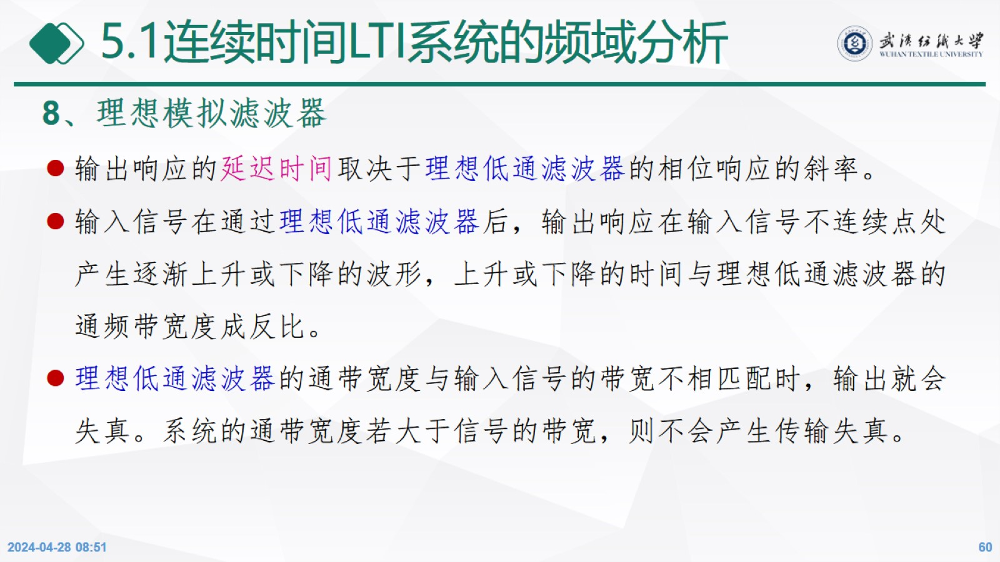 5.1连续时间LTI系统的频域分析
武汉纺织大学
WUHAN TEXTILE UNIVERSITY
8、理想模拟滤波器
● 输出响应的延迟时间取决于理想低通滤波器的相位响应的斜率。
● 输入信号在通过理想低通滤波器后，输出响应在输入信号不连续点处
产生逐渐上升或下降的波形，上升或下降的时间与理想低通滤波器的
通频带宽度成反比。
● 理想低通滤波器的通带宽度与输入信号的带宽不相匹配时，输出就会
失真。系统的通带宽度若大于信号的带宽，则不会产生传输失真。
2024-04-28 08:51
60